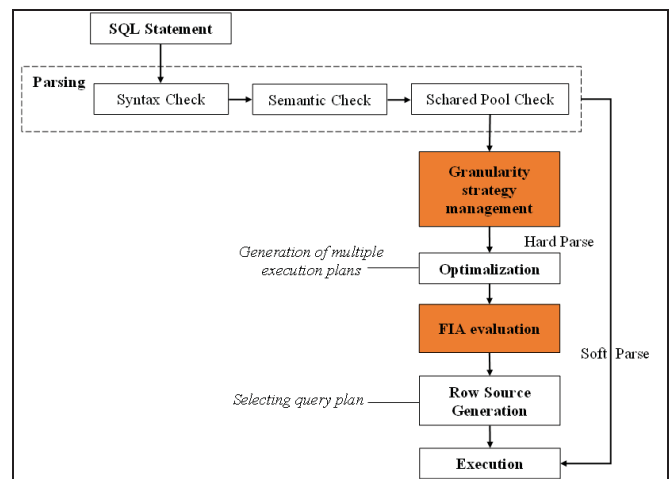 SQL Statement
Parsing
Syntax Check
Semantic Check
Schared Pool Check
Granularity
strategy
management
Hard Parse
Generation of multiple
execution plans
Optimalization
FIA evaluation
Soft Parse
Selecting query plan
Row Source
Generation
Execution